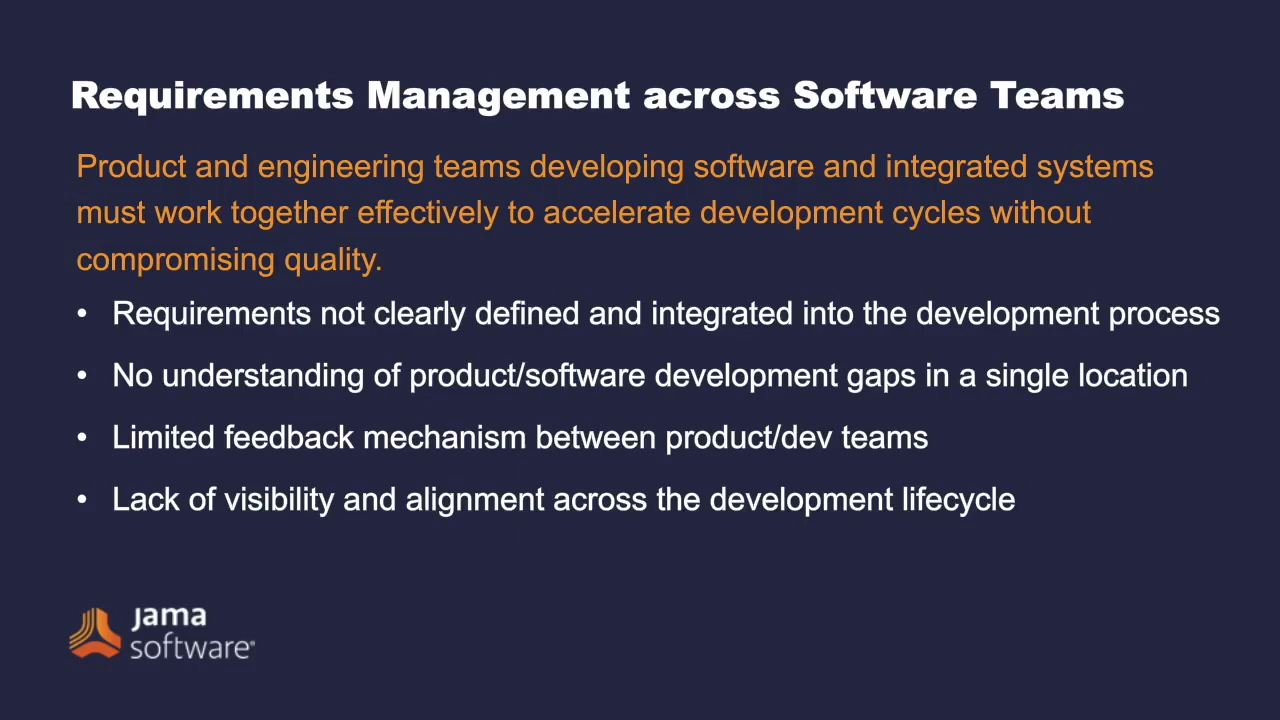 Requirements Management across Software Teams
Product and engineering teams developing software and integrated systems
must work together effectively to accelerate development cycles without
compromising quality.
• Requirements not clearly defined and integrated into the development process
• No understanding of product/software development gaps in a single location
• Limited feedback mechanism between product/dev teams
• Lack of visibility and alignment across the development lifecycle
jama
software®